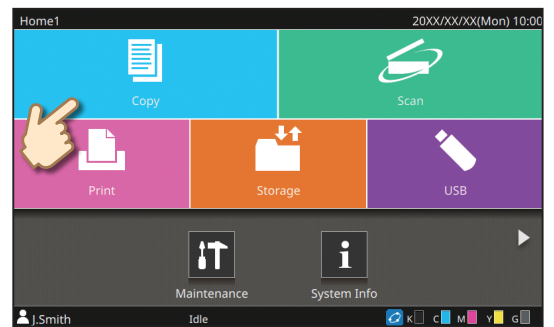 Home1 20XX/XX/XX(Mon) 10:00
Copy Scan
Print Storage USB
Maintenance System Info
J.Smith Idle K C M Y G